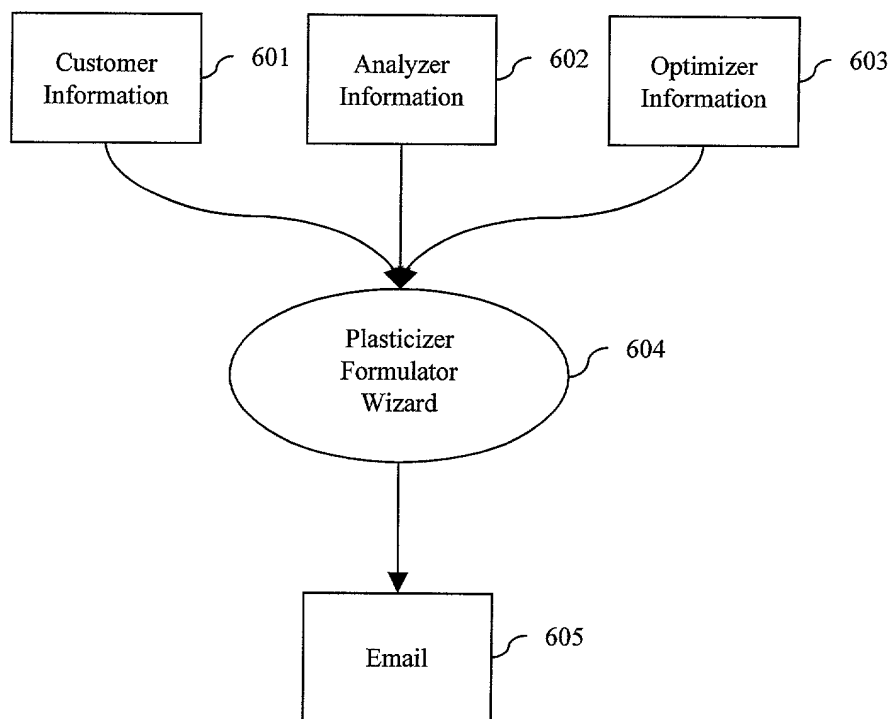 Customer
Information
601
Analyzer
Information
602
Optimizer
Information
603
Plasticizer
Formulator
Wizard
604
Email
605